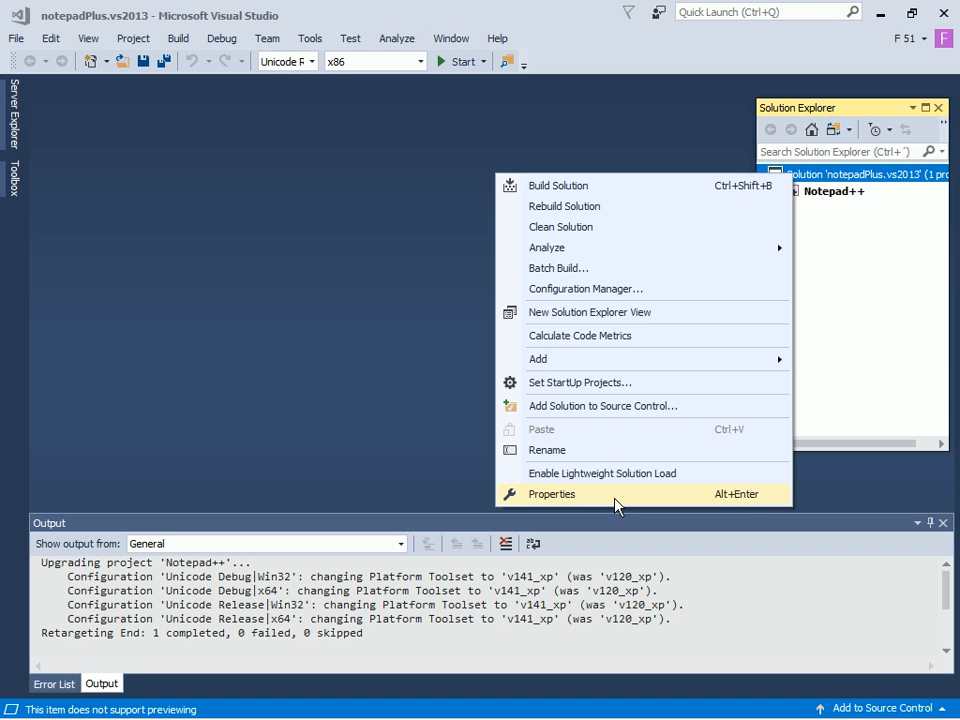 notepadPlus.vs2013 - Microsoft Visual Studio
Quick Launch (Ctrl+Q)
File Edit View Project Build Debug Team Tools Test Analyze Window Help
F 51 F
Unicode R x86 Start
Server Explorer
Toolbox
Solution Explorer
Search Solution Explorer (Ctrl+´)
Solution 'notepadPlus.vs2013' (1 pro
Notepad++
Build Solution Ctrl+Shift+B
Rebuild Solution
Clean Solution
Analyze
Batch Build...
Configuration Manager...
New Solution Explorer View
Calculate Code Metrics
Add
Set StartUp Projects...
Add Solution to Source Control...
Paste Ctrl+V
Rename
Enable Lightweight Solution Load
Properties Alt+Enter
Output
Show output from: General
Upgrading project 'Notepad++'...
Configuration 'Unicode Debug|Win32': changing Platform Toolset to 'v141_xp' (was 'v120_xp').
Configuration 'Unicode Debug|x64': changing Platform Toolset to 'v141_xp' (was 'v120_xp').
Configuration 'Unicode Release|Win32': changing Platform Toolset to 'v141_xp' (was 'v120_xp').
Configuration 'Unicode Release|x64': changing Platform Toolset to 'v141_xp' (was 'v120_xp').
Retargeting End: 1 completed, 0 failed, 0 skipped
Error List Output
This item does not support previewing
Add to Source Control